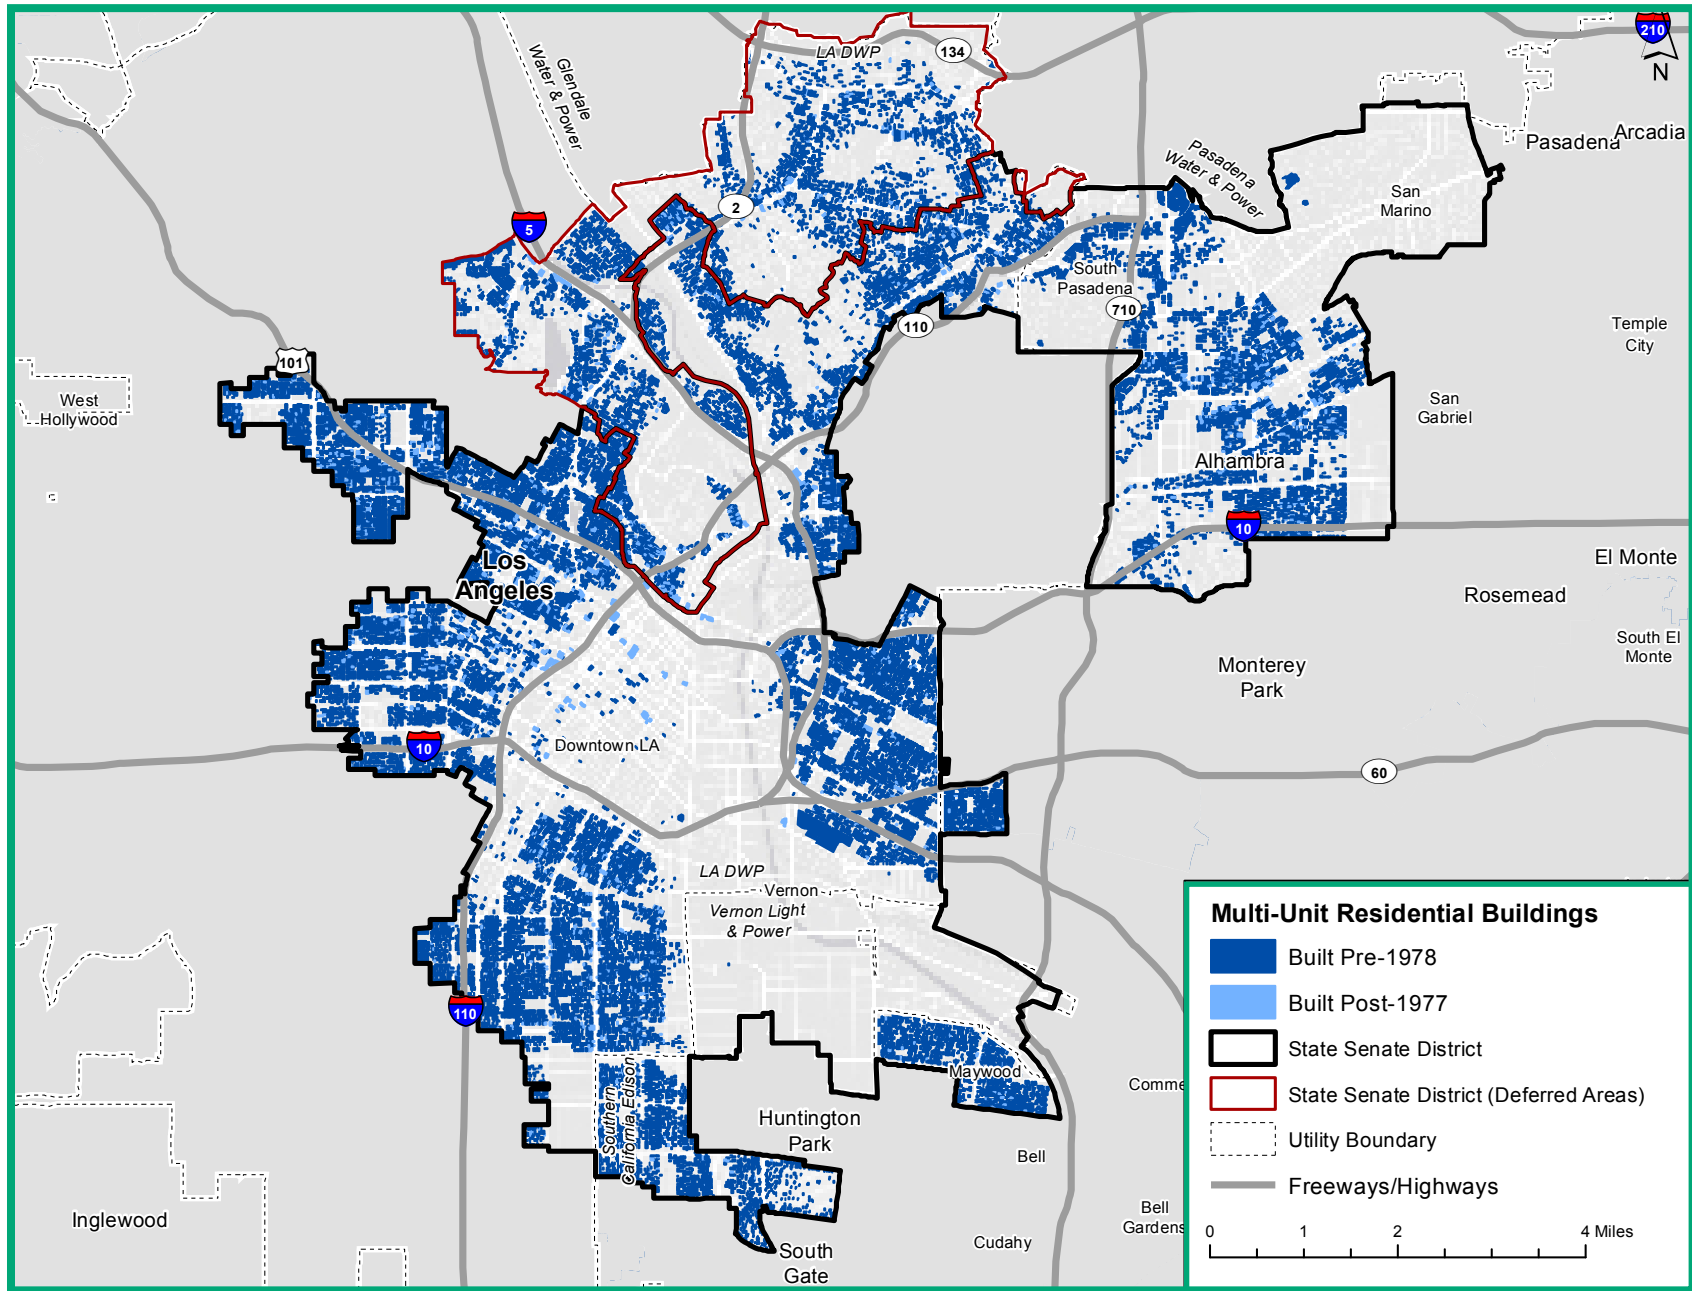 210
N
134
LA DWP
Glendale
Water & Power
Pasadena
Arcadia
Pasadena
Water & Power
San
Marino
2
5
South
Pasadena
710
110
Temple
City
101
West
Hollywood
San
Gabriel
Alhambra
10
Los
Angeles
El Monte
Rosemead
South El
Monte
Monterey
Park
10
Downtown LA
60
LA DWP
Vernon
Vernon Light
& Power
110
Maywood
Southern
California Edison
Huntington
Park
Comme
Bell
Bell
Gardens
Inglewood
Cudahy
South
Gate
Multi-Unit Residential Buildings
Built Pre-1978
Built Post-1977
State Senate District
State Senate District (Deferred Areas)
Utility Boundary
Freeways/Highways
0 1 2 4 Miles